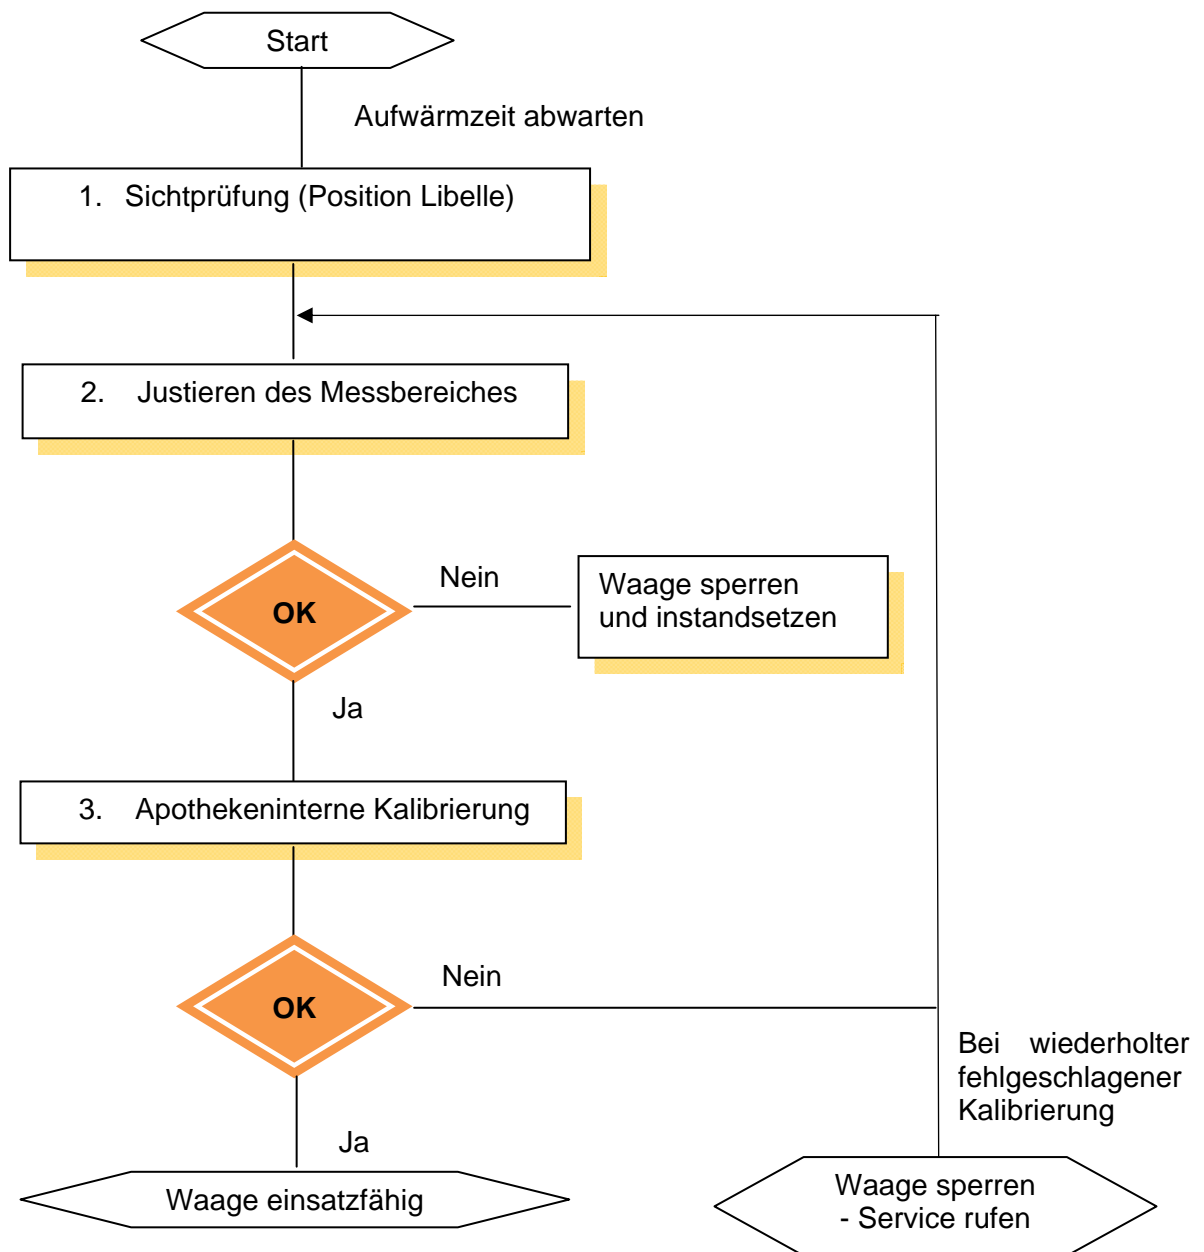 Start
Aufwärmzeit abwarten
1. Sichtprüfung (Position Libelle)
2. Justieren des Messbereiches
OK
Nein
Waage sperren
und instandsetzen
Ja
3. Apothekeninterne Kalibrierung
OK
Nein
Bei wiederholter
fehlgeschlagener
Kalibrierung
Ja
Waage einsatzfähig
Waage sperren
- Service rufen